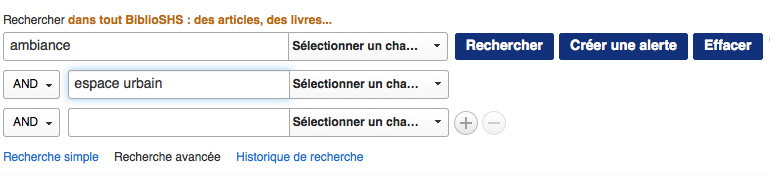 Rechercher dans tout BiblioSHS : des articles, des livres...
ambiance Sélectionner un cha... Rechercher Créer une alerte Effacer
AND espace urbain Sélectionner un cha...
AND Sélectionner un cha...
Recherche simple Recherche avancée Historique de recherche